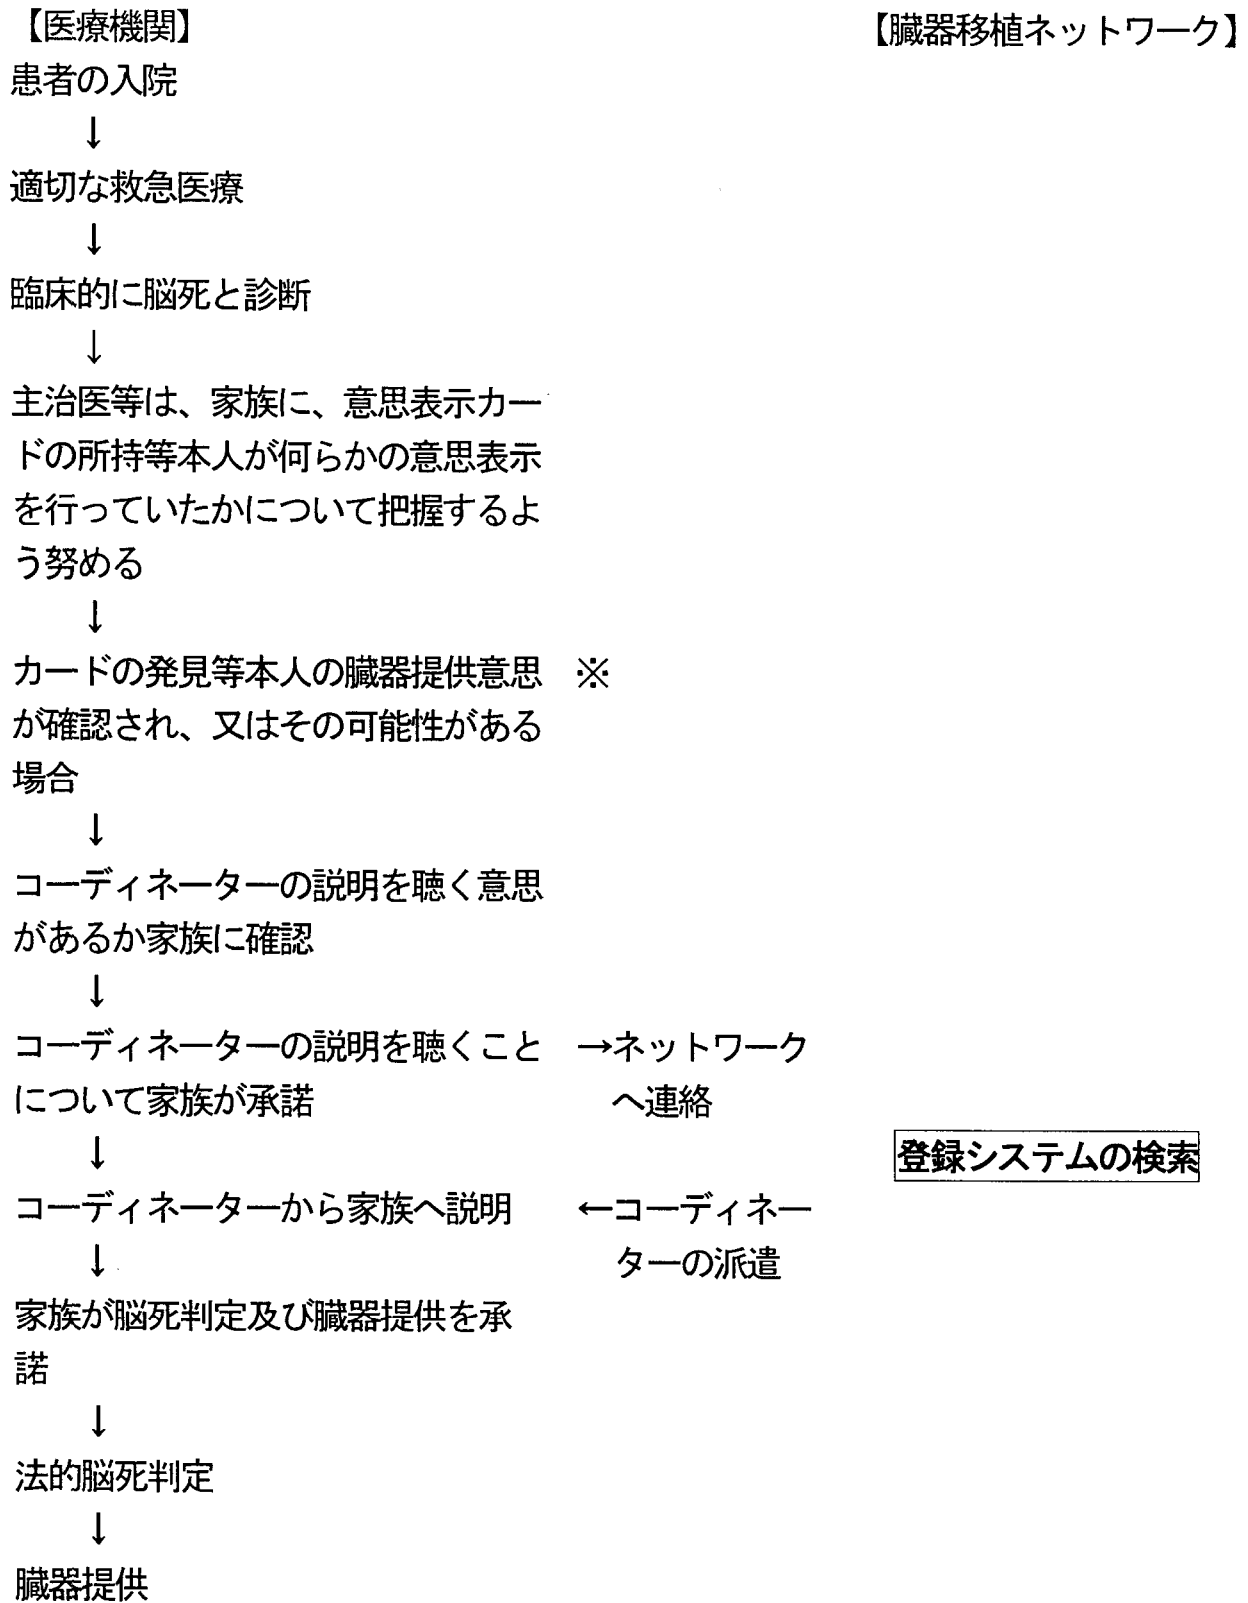 【医療機関】 【臓器移植ネットワーク】
患者の入院
↓
適切な救急医療
↓
臨床的に脳死と診断
↓
主治医等は、家族に、意思表示カー
ドの所持等本人が何らかの意思表示
を行っていたかについて把握するよ
う努める
↓
カードの発見等本人の臓器提供意思 ※
が確認され、又はその可能性がある
場合
↓
コーディネーターの説明を聴く意思
があるか家族に確認
↓
コーディネーターの説明を聴くこと →ネットワーク
について家族が承諾 へ連絡
↓ 登録システムの検索
コーディネーターから家族へ説明 ←コーディネー
↓ ターの派遣
家族が脳死判定及び臓器提供を承
諾
↓
法的脳死判定
↓
臓器提供